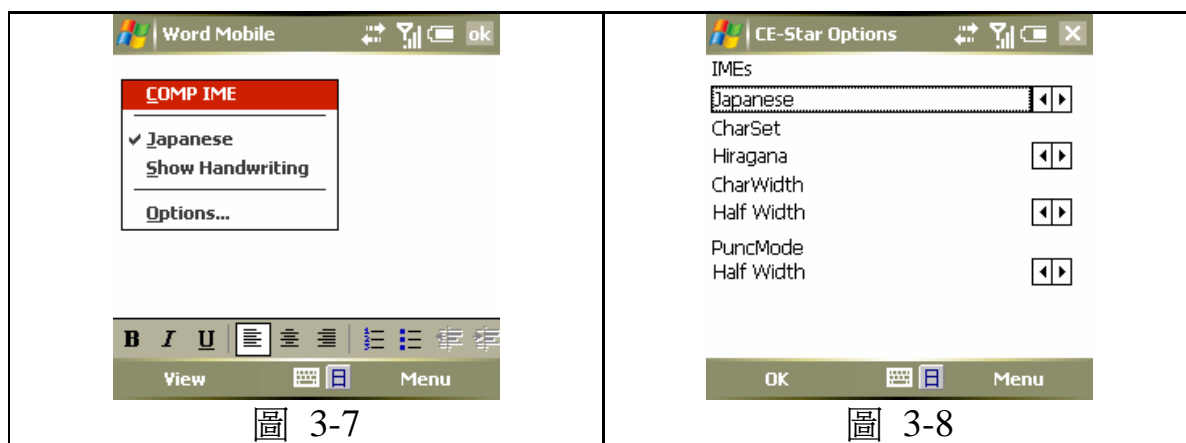 Word Mobile ok
COMP IME
Japanese
Show Handwriting
Options...
B I U
View 日 Menu
圖 3-7
CE-Star Options
IMEs
Japanese
CharSet
Hiragana
CharWidth
Half Width
PuncMode
Half Width
OK 日 Menu
圖 3-8